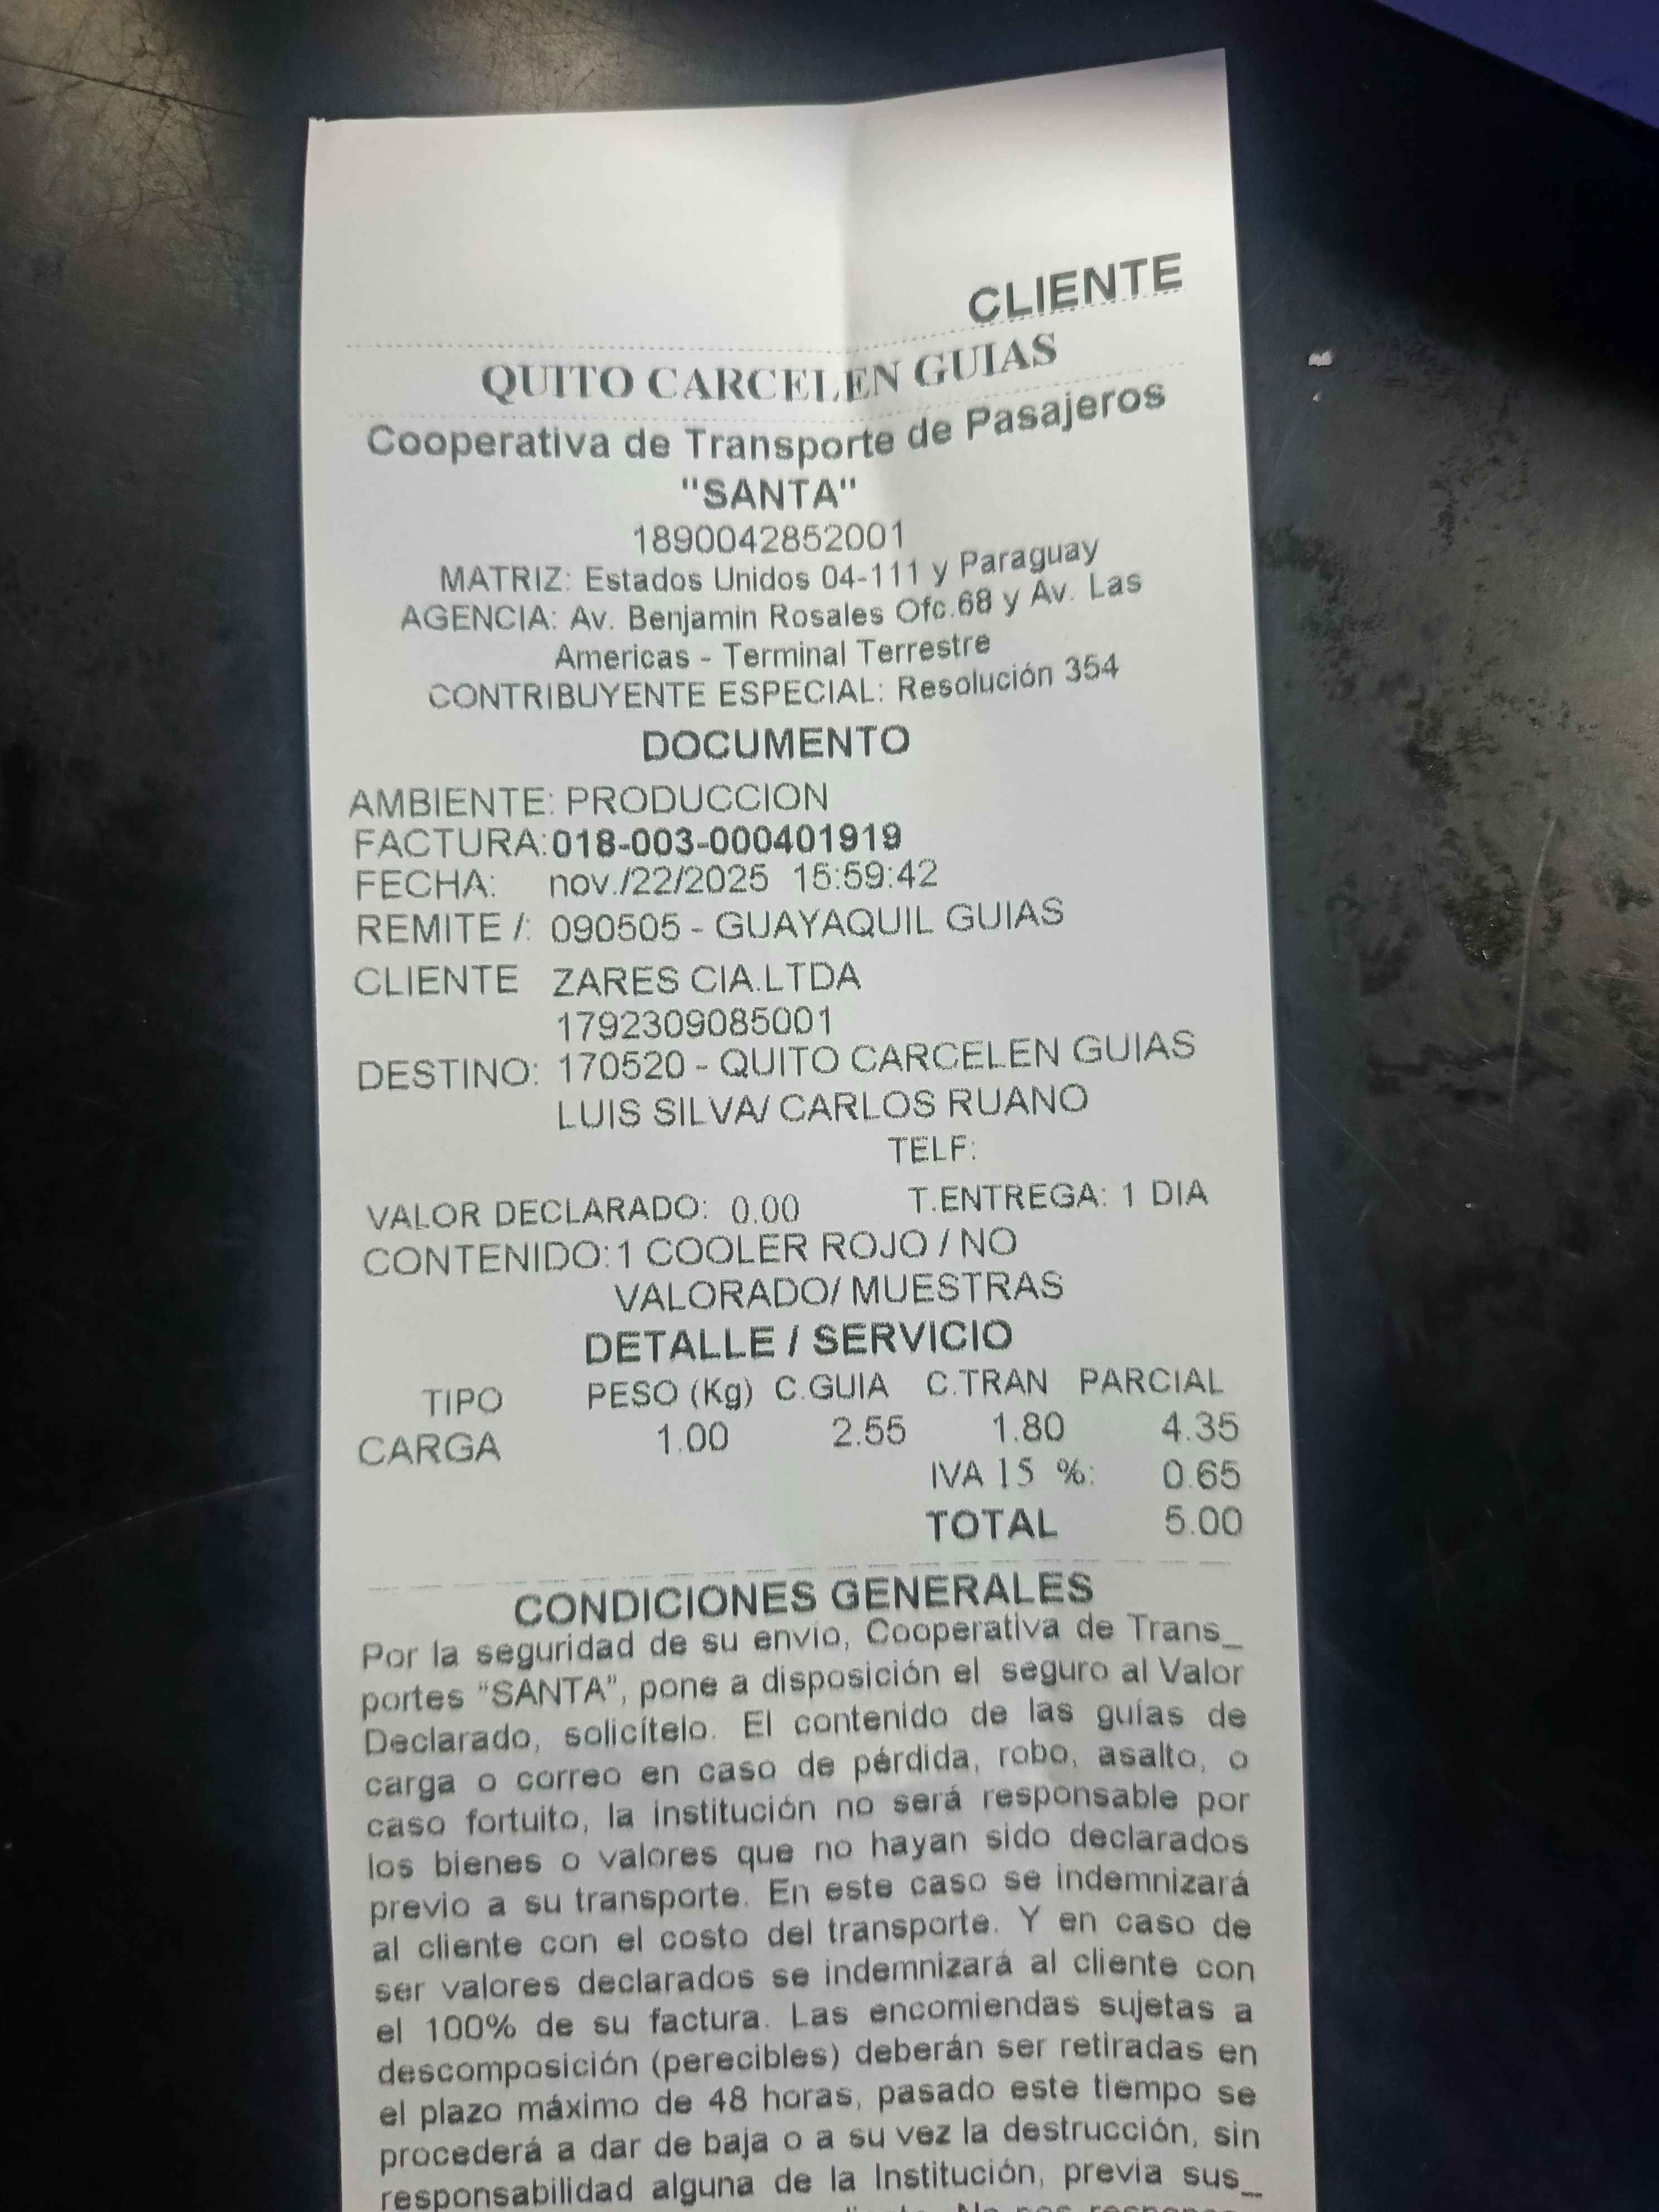 CLIENTE
QUITO CARCELEN GUIAS
Cooperativa de Transporte de Pasajeros
"SANTA"
1890042852001
MATRIZ: Estados Unidos 04-111 y Paraguay
AGENCIA: Av. Benjamin Rosales Ofc.68 y Av. Las
Americas - Terminal Terrestre
CONTRIBUYENTE ESPECIAL: Resolución 354
DOCUMENTO
AMBIENTE: PRODUCCION
FACTURA: 018-003-000401919
FECHA: nov./22/2025 15:59:42
REMITE /: 090505 - GUAYAQUIL GUIAS
CLIENTE ZARES CIA.LTDA
1792309085001
DESTINO: 170520 - QUITO CARCELEN GUIAS
LUIS SILVA/ CARLOS RUANO
TELF:
VALOR DECLARADO: 0.00 T.ENTREGA: 1 DIA
CONTENIDO: 1 COOLER ROJO / NO
VALORADO/ MUESTRAS
DETALLE / SERVICIO
TIPO PESO (Kg) C.GUIA C.TRAN PARCIAL
CARGA 1.00 2.55 1.80 4.35
IVA 15 %: 0.65
TOTAL 5.00
CONDICIONES GENERALES
Por la seguridad de su envio, Cooperativa de Trans_
portes “SANTA”, pone a disposición el seguro al Valor
Declarado, solicítelo. El contenido de las guías de
carga o correo en caso de pérdida, robo, asalto, o
caso fortuito, la institución no será responsable por
los bienes o valores que no hayan sido declarados
previo a su transporte. En este caso se indemnizará
al cliente con el costo del transporte. Y en caso de
ser valores declarados se indemnizará al cliente con
el 100% de su factura. Las encomiendas sujetas a
descomposición (perecibles) deberán ser retiradas en
el plazo máximo de 48 horas, pasado este tiempo se
procederá a dar de baja o a su vez la destrucción, sin
responsabilidad alguna de la Institución, previa sus_